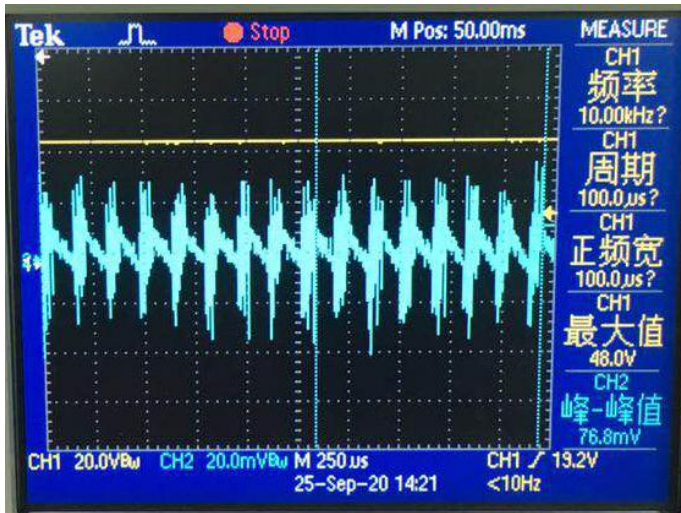 Tek Stop M Pos: 50.00ms MEASURE
CH1
频率
10.00kHz?
CH1
周期
100.0µs?
CH1
正频宽
100.0µs?
CH1
最大值
48.0V
CH2
峰-峰值
76.8mV
CH1 20.0VBw CH2 20.0mVBw M 250µs CH1 19.2V
25-Sep-20 14:21 <10Hz